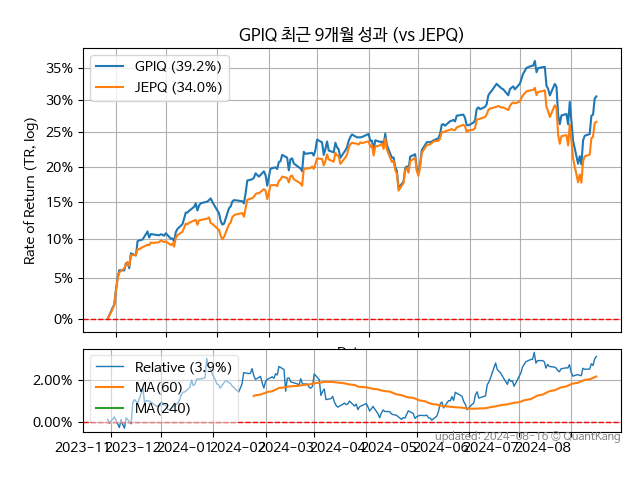 GPIQ 최근 9개월 성과 (vs JEPQ)
GPIQ (39.2%)
JEPQ (34.0%)
Rate of Return (TR, log)
35%
30%
25%
20%
15%
10%
5%
0%
Relative (3.9%)
MA(60)
MA(240)
2.00%
0.00%
2023-11 2023-12 2024-01 2024-02 2024-03 2024-04 2024-05 2024-06 2024-07 2024-08
updated: 2024-08-16 © QuantKang